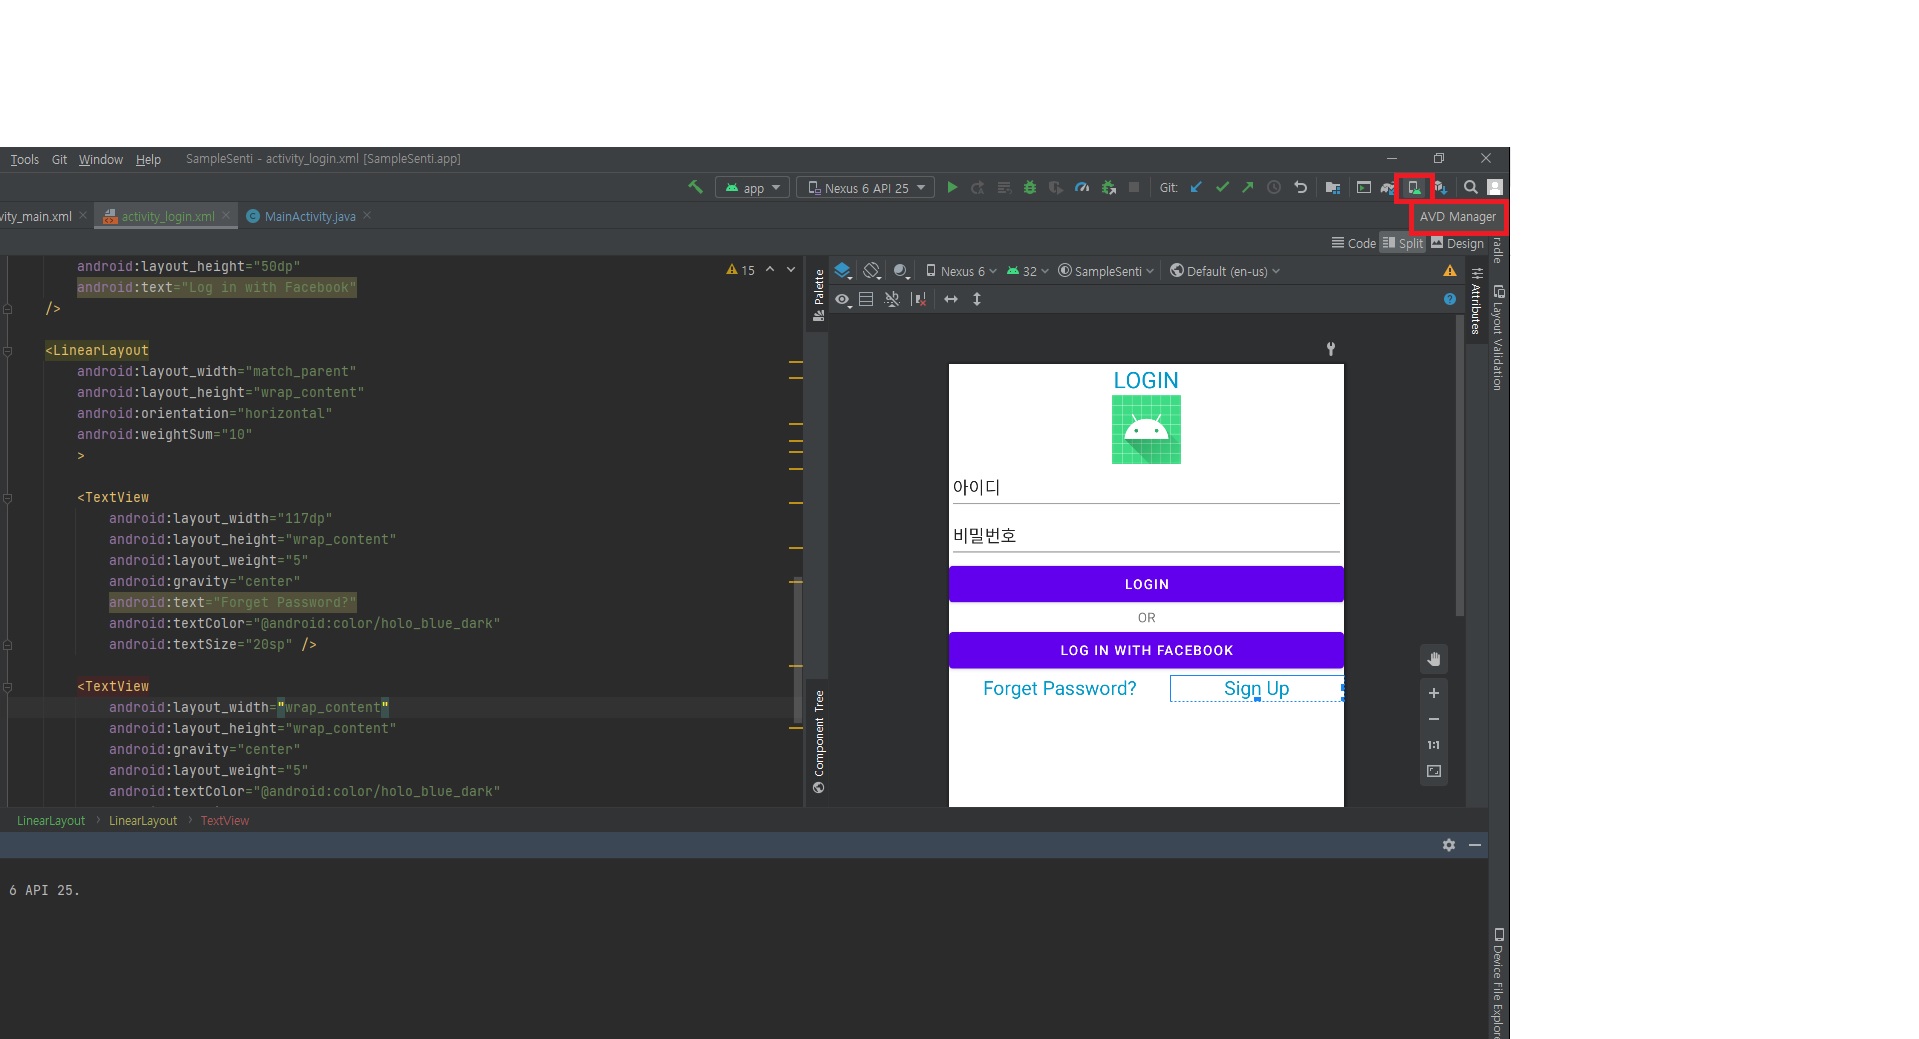 Tools Git Window Help SampleSenti - activity_login.xml [SampleSenti.app]
app Nexus 6 API 25 Git:
vity_main.xml activity_login.xml MainActivity.java
AVD Manager
Code Split Design
android:layout_height="50dp"
android:text="Log in with Facebook"
/>
<LinearLayout
android:layout_width="match_parent"
android:layout_height="wrap_content"
android:orientation="horizontal"
android:weightSum="10"
>
<TextView
android:layout_width="117dp"
android:layout_height="wrap_content"
android:layout_weight="5"
android:gravity="center"
android:text="Forget Password?"
android:textColor="@android:color/holo_blue_dark"
android:textSize="20sp" />
<TextView
android:layout_width="wrap_content"
android:layout_height="wrap_content"
android:gravity="center"
android:layout_weight="5"
android:textColor="@android:color/holo_blue_dark"
15
Palette
Component Tree
Nexus 6 32 SampleSenti Default (en-us)
LOGIN
아이디
비밀번호
LOGIN
OR
LOG IN WITH FACEBOOK
Forget Password? Sign Up
1:1
Attributes
radle
Layout Validation
Device File Explore
LinearLayout LinearLayout TextView
6 API 25.